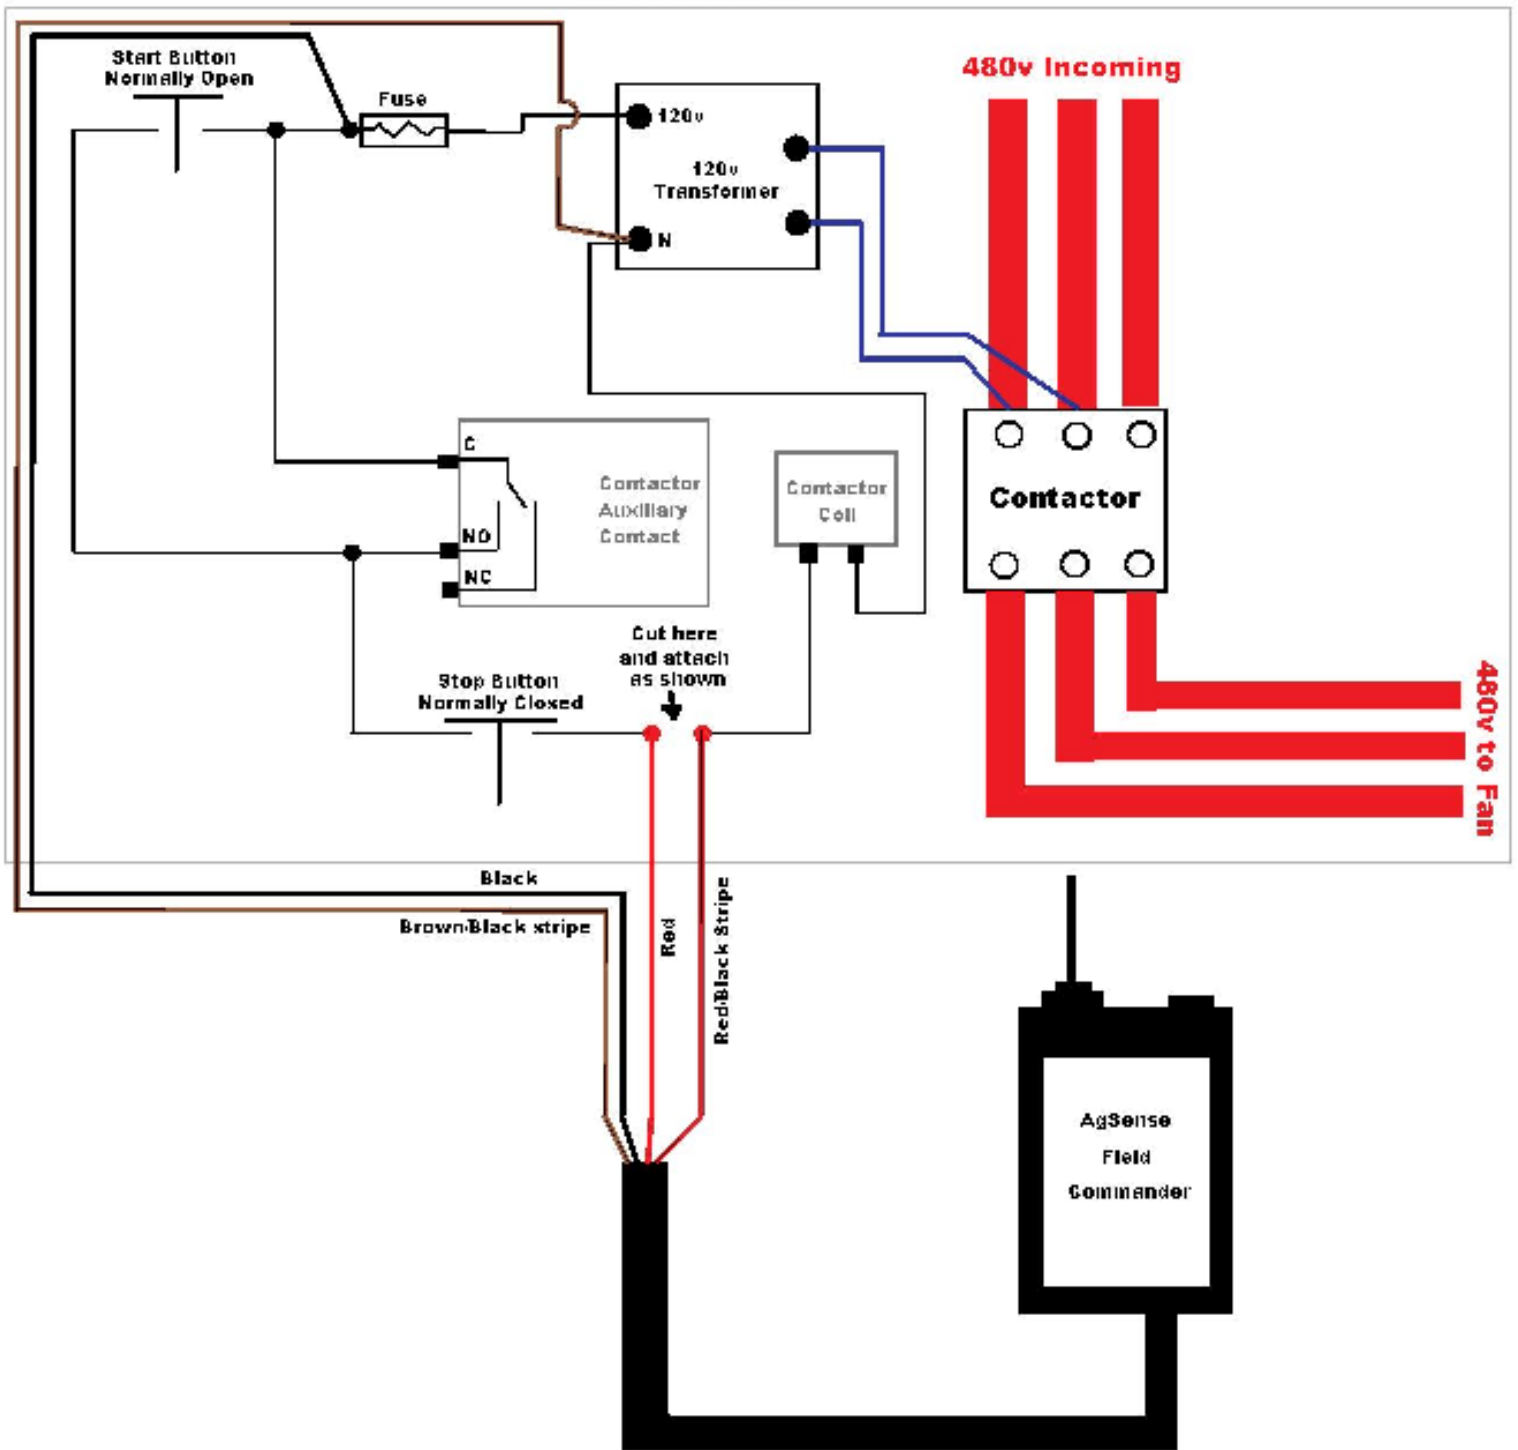 480v Incoming
Start Button
Normally Open
Fuse
120v
120v
Transformer
N
C
NO
NC
Contactor
Auxiliary
Contact
Contactor
Coil
Contactor
Cut here
and attach
as shown
Stop Button
Normally Closed
480v to Fan
Black
Brown/Black stripe
Red
Red/Black Stripe
AgSense
Field
Commander